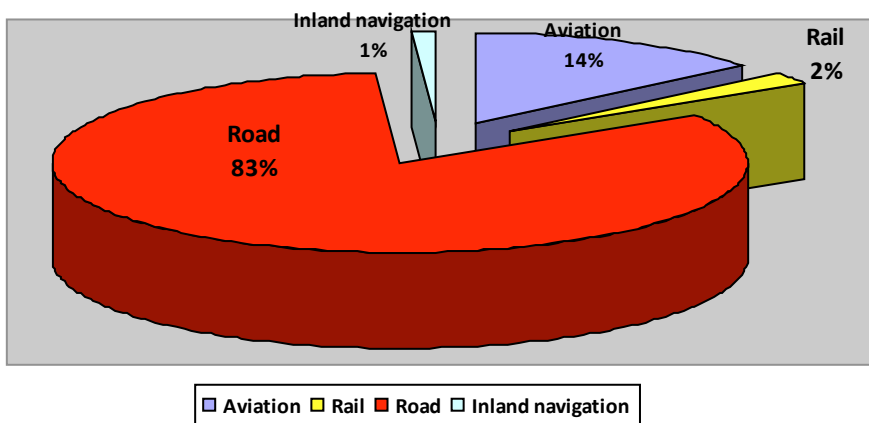 Inland navigation
1%
Aviation
14%
Rail
2%
Road
83%
Aviation Rail Road Inland navigation